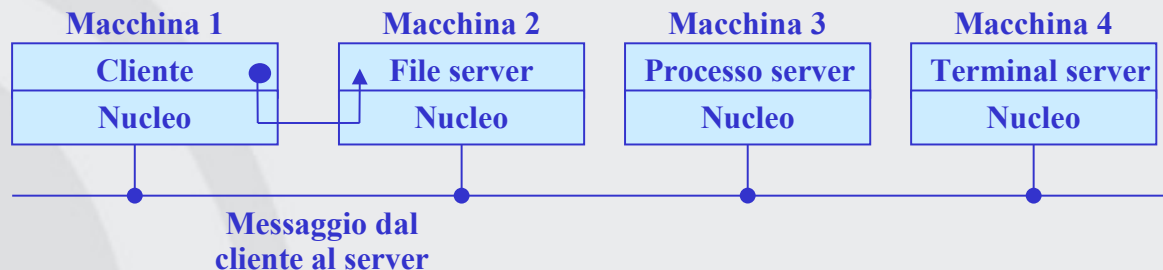 Macchina 1
Macchina 2
Macchina 3
Macchina 4
Cliente
File server
Processo server
Terminal server
Nucleo
Nucleo
Nucleo
Nucleo
Messaggio dal
cliente al server